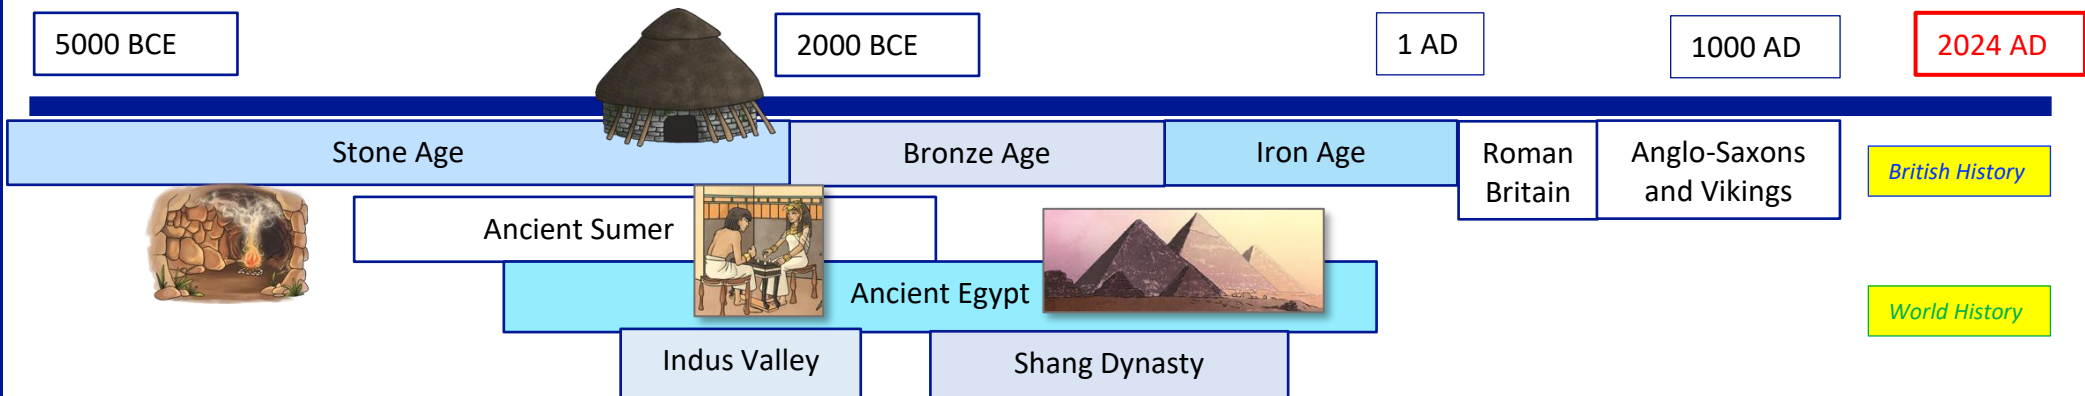 5000 BCE
2000 BCE
1 AD
1000 AD
2024 AD
Stone Age
Bronze Age
Iron Age
Roman
Britain
Anglo-Saxons
and Vikings
British History
Ancient Sumer
Ancient Egypt
World History
Indus Valley
Shang Dynasty